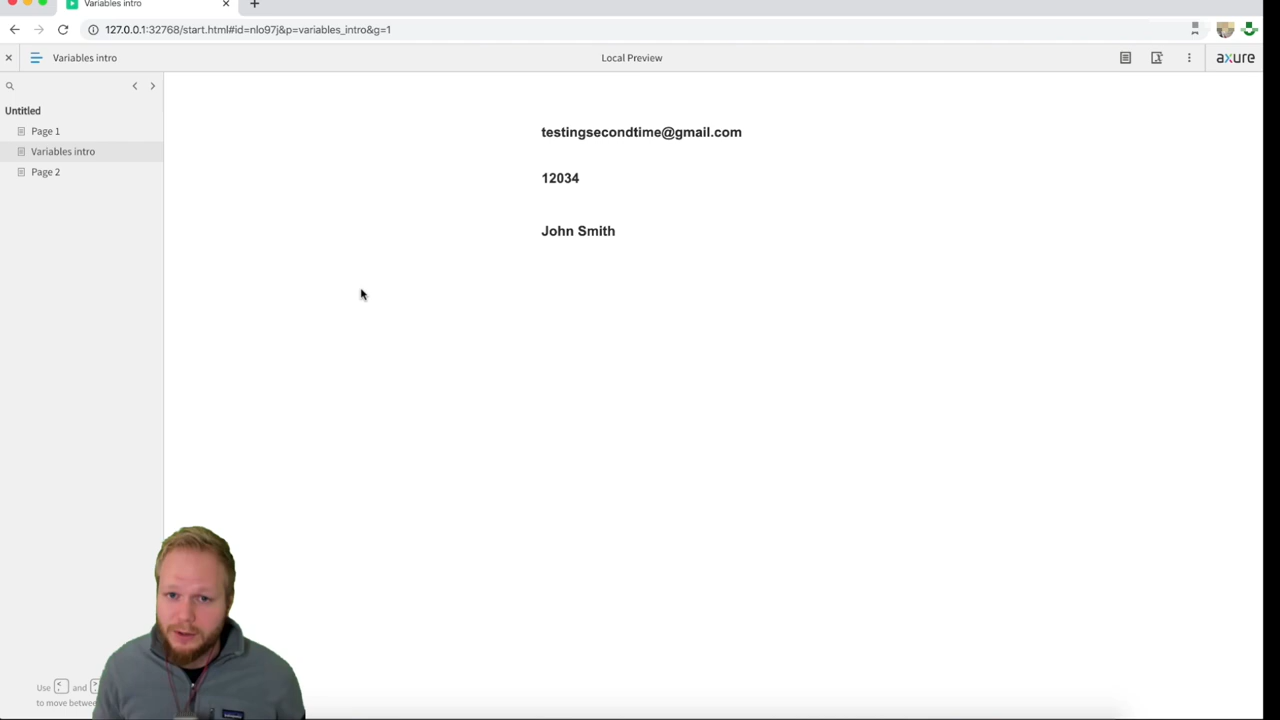 Variables intro
127.0.0.1:32768/start.html#id=nlo97j&p=variables_intro&g=1
Variables intro
Local Preview
axure
Untitled
Page 1
Variables intro
Page 2
testingsecondtime@gmail.com
12034
John Smith
Use < and >
to move